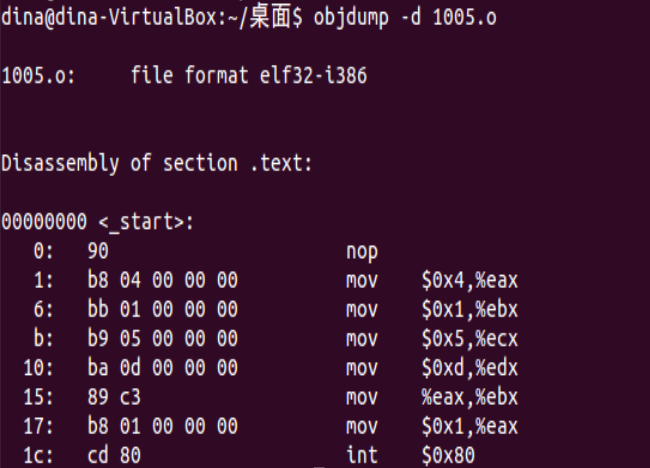 dina@dina-VirtualBox:~/桌面$ objdump -d 1005.o
1005.o:     file format elf32-i386
Disassembly of section .text:
00000000 <_start>:
   0:   90                      nop
   1:   b8 04 00 00 00          mov    $0x4,%eax
   6:   bb 01 00 00 00          mov    $0x1,%ebx
   b:   b9 05 00 00 00          mov    $0x5,%ecx
  10:   ba 0d 00 00 00          mov    $0xd,%edx
  15:   89 c3                   mov    %eax,%ebx
  17:   b8 01 00 00 00          mov    $0x1,%eax
  1c:   cd 80                   int    $0x80